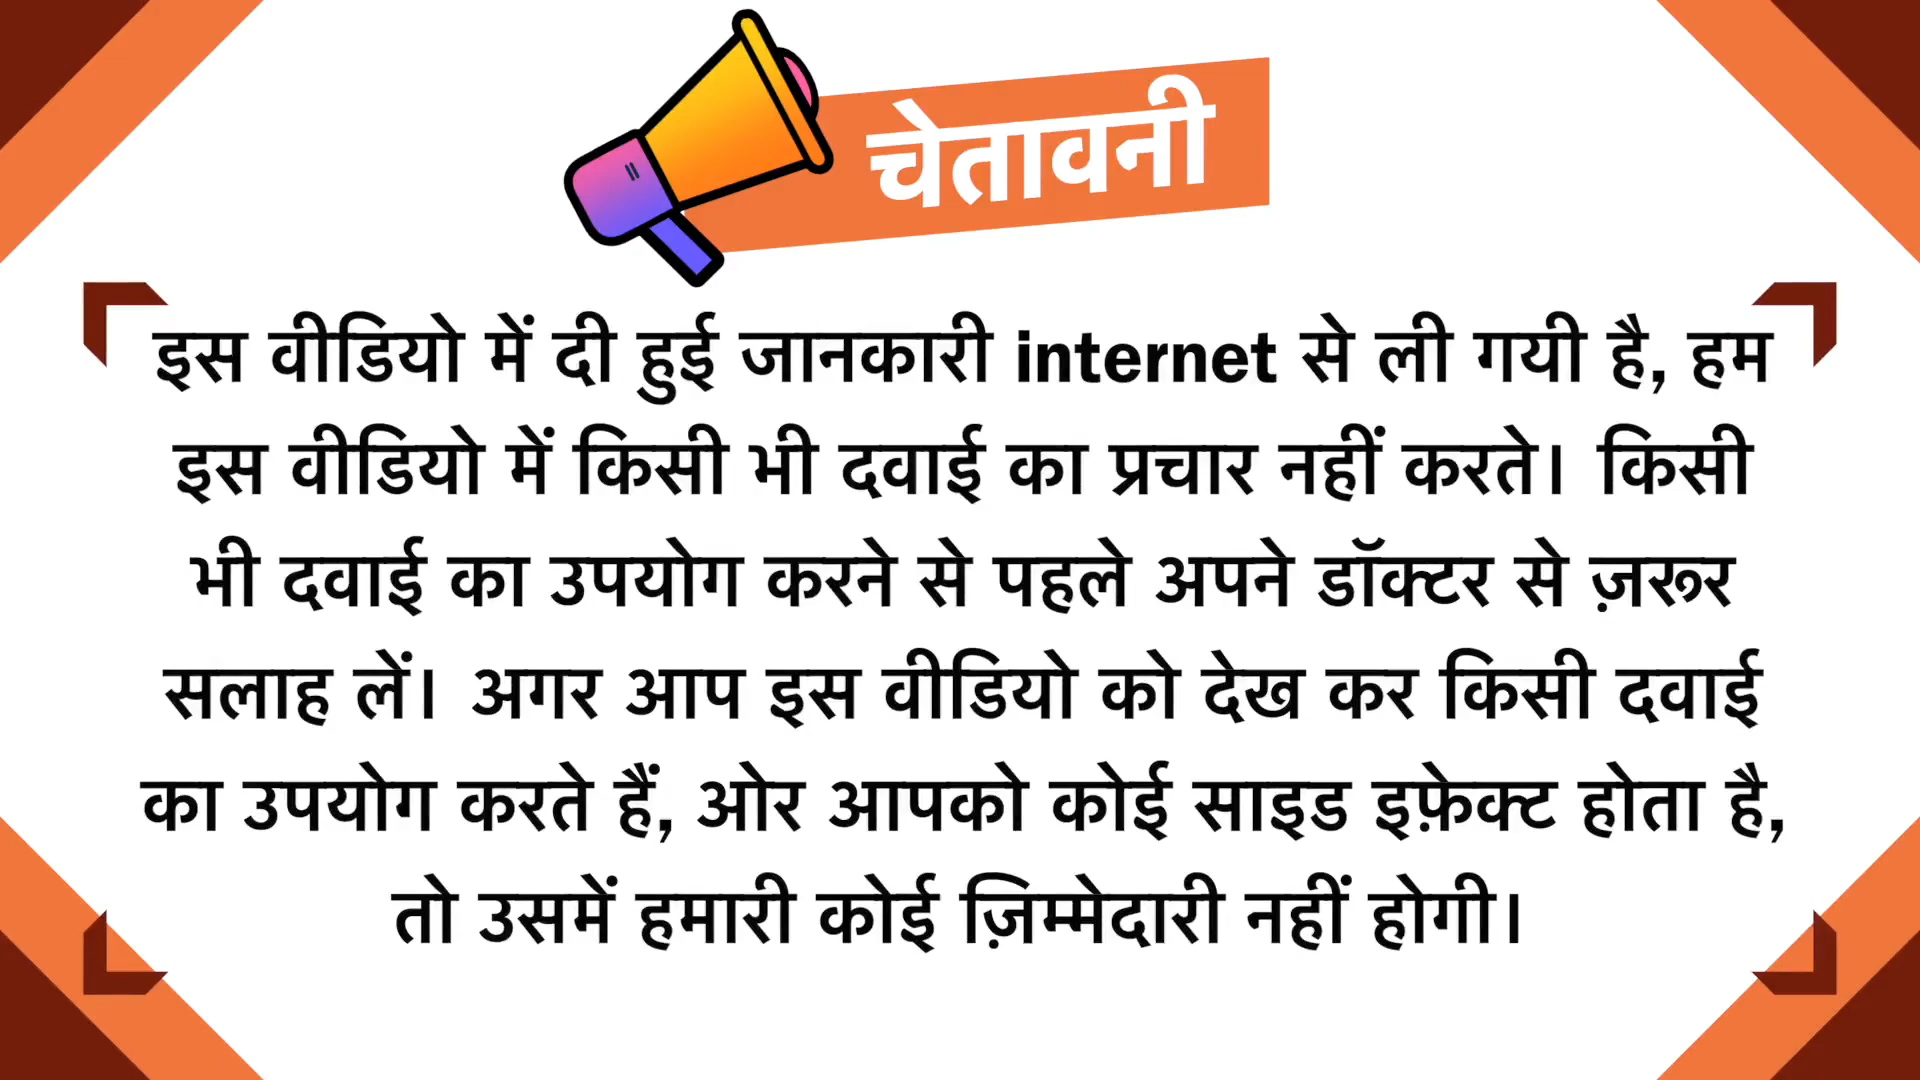 चेतावनी
इस वीडियो में दी हुई जानकारी internet से ली गयी है, हम
इस वीडियो में किसी भी दवाई का प्रचार नहीं करते। किसी
भी दवाई का उपयोग करने से पहले अपने डॉक्टर से ज़रूर
सलाह लें। अगर आप इस वीडियो को देख कर किसी दवाई
का उपयोग करते हैं, ओर आपको कोई साइड इफ़ेक्ट होता है,
तो उसमें हमारी कोई ज़िम्मेदारी नहीं होगी।